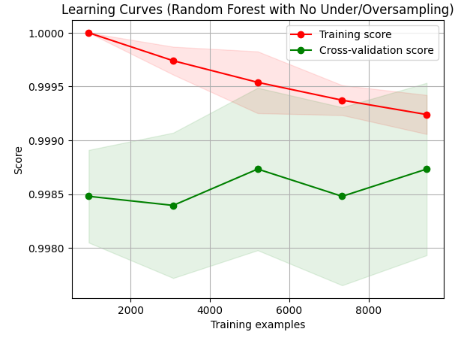 Learning Curves (Random Forest with No Under/Oversampling)
1.0000
0.9995
0.9990
0.9985
0.9980
Score
Training score
Cross-validation score
2000 4000 6000 8000
Training examples